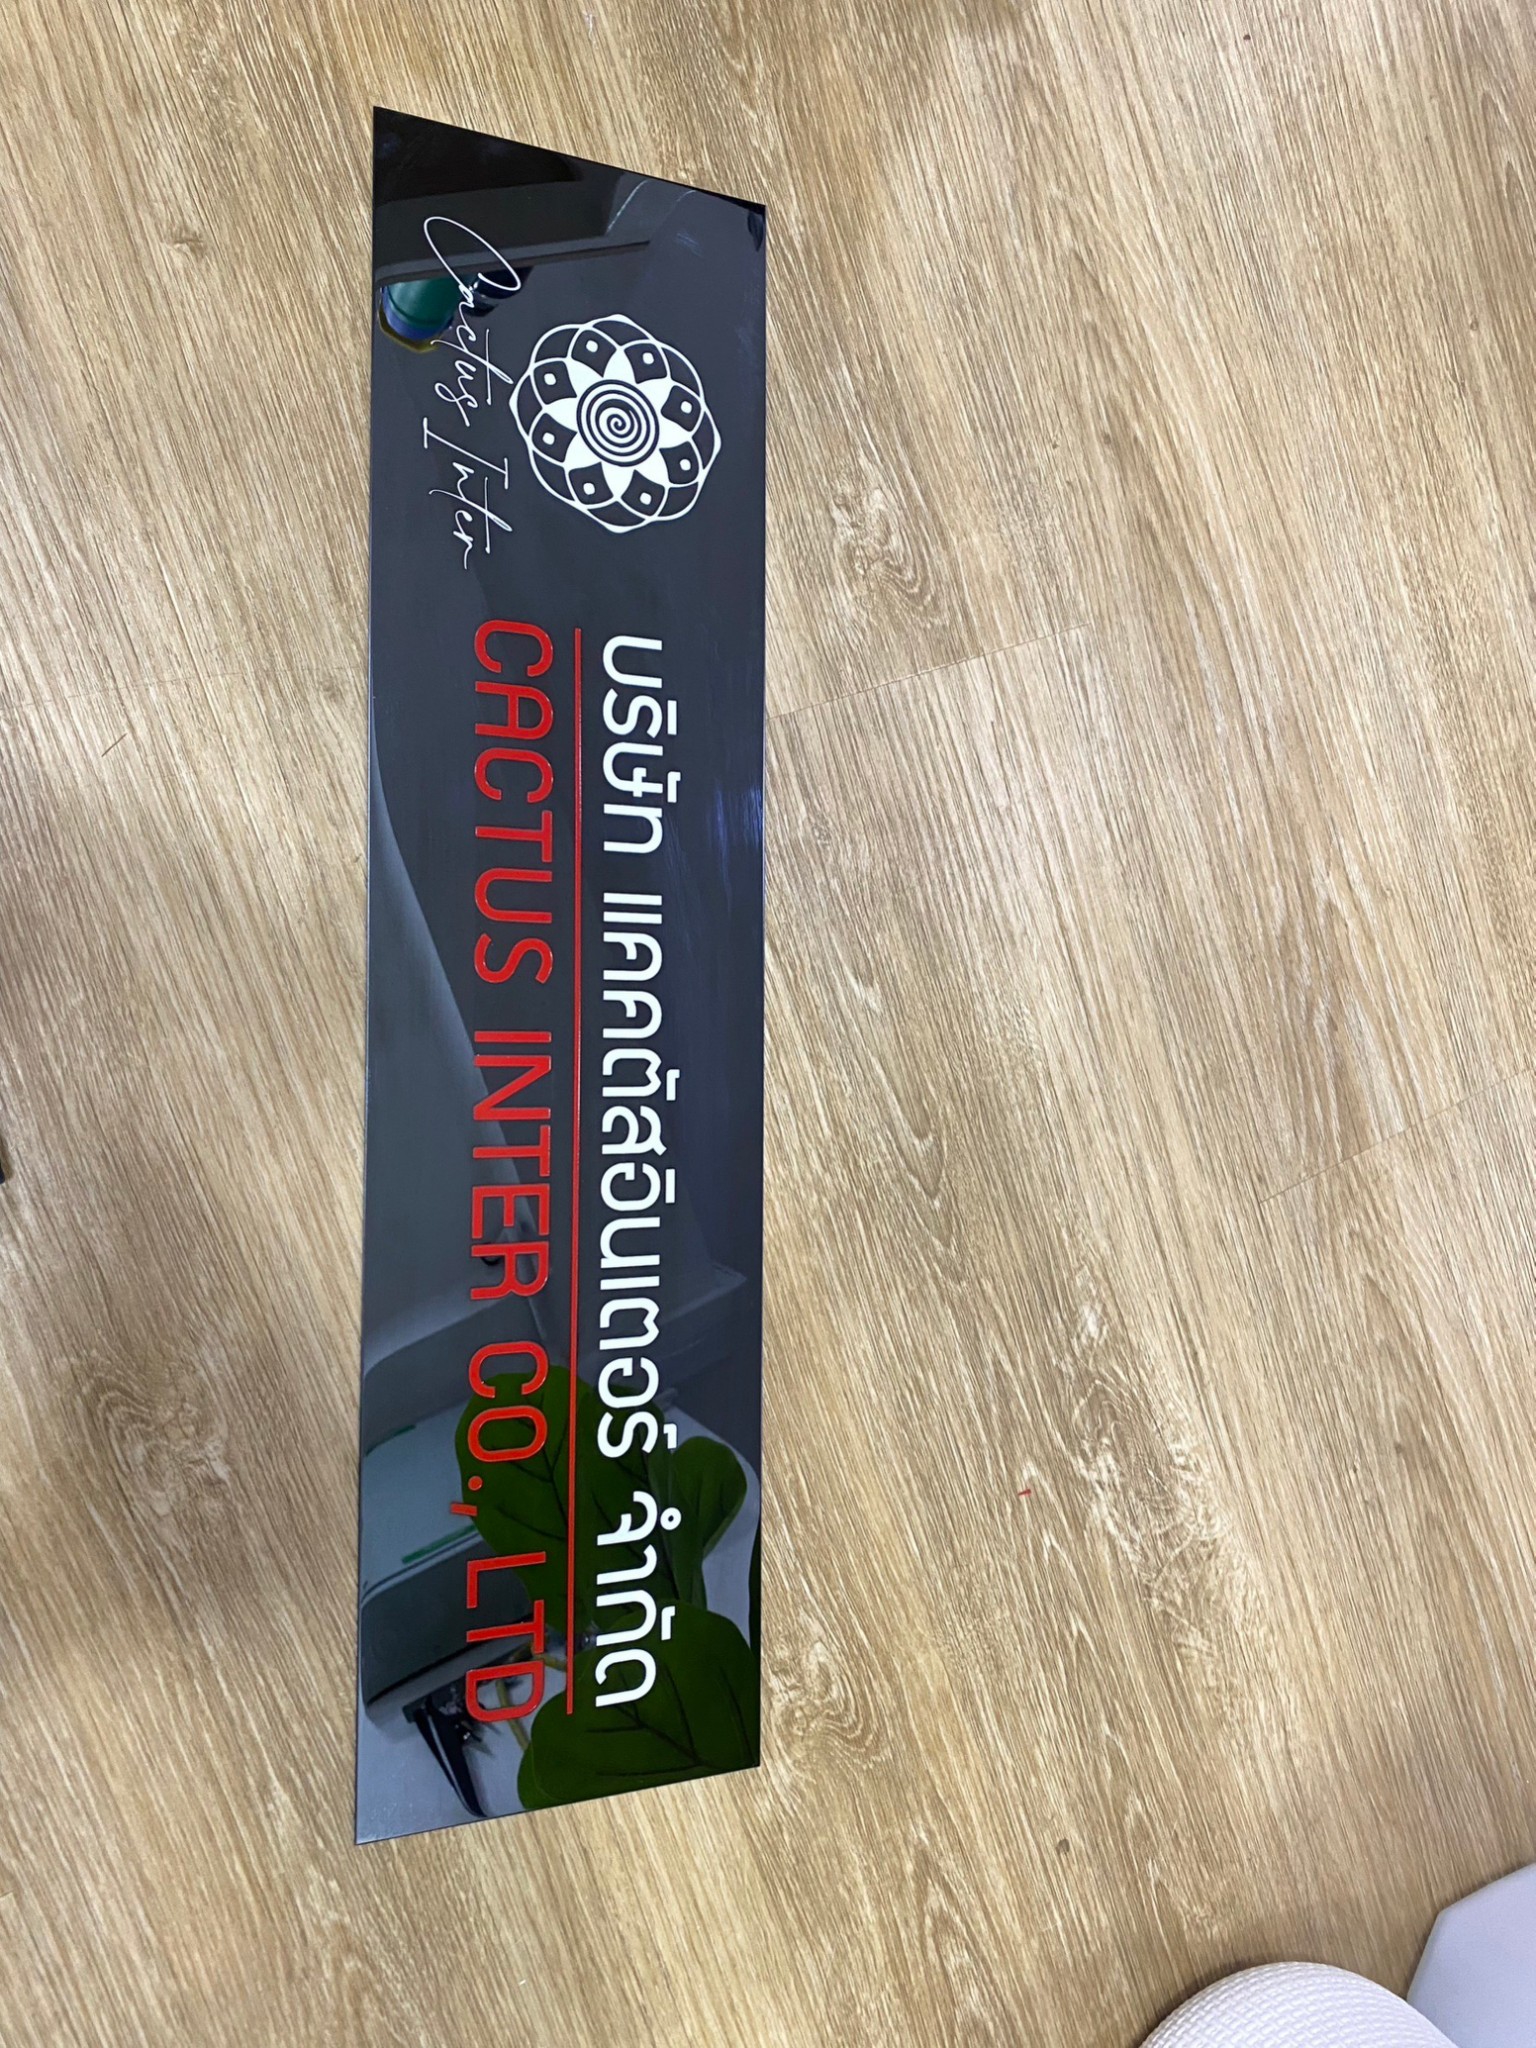 Cactus Inter
บริษัท แคคตัสอินเตอร์ จำกัด
CACTUS INTER CO., LTD